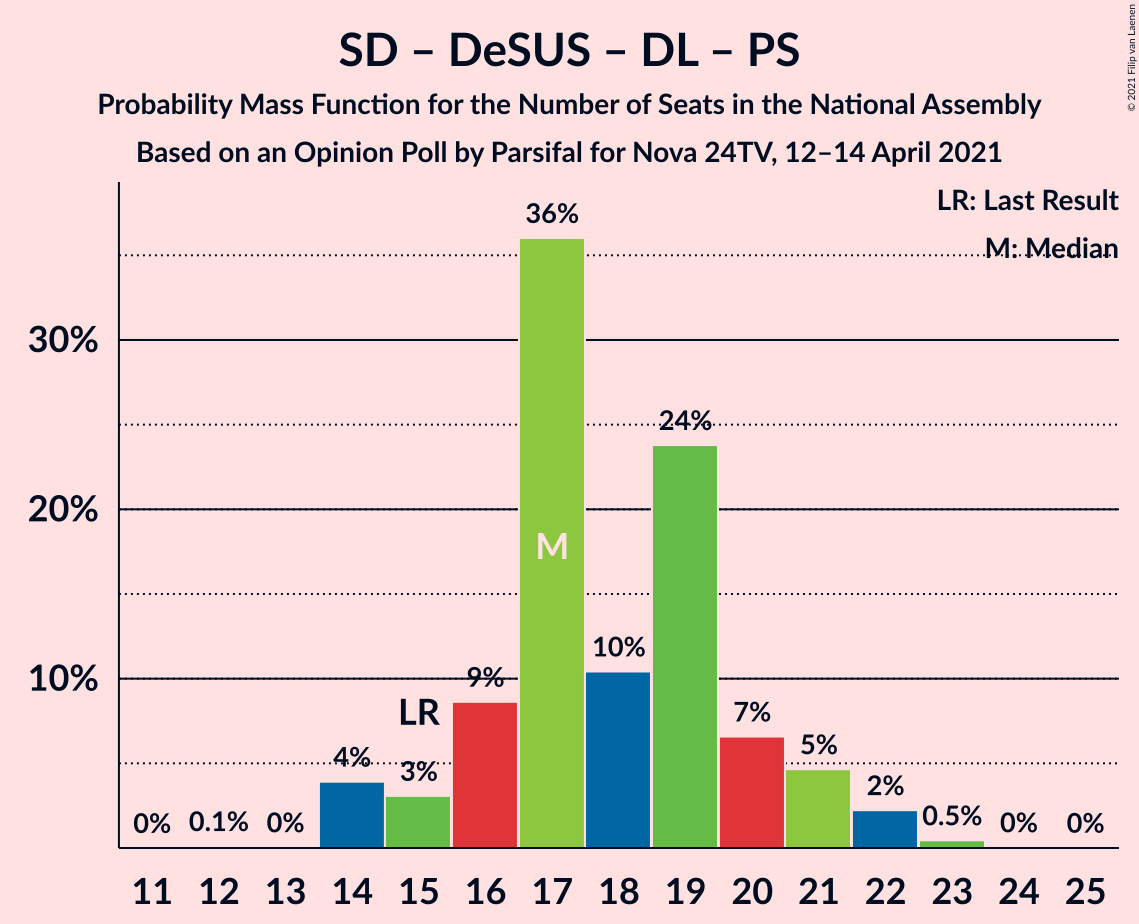 SD – DeSUS – DL – PS
Probability Mass Function for the Number of Seats in the National Assembly
Based on an Opinion Poll by Parsifal for Nova 24TV, 12–14 April 2021
© 2021 Filip van Laenen
LR: Last Result
M: Median
30%
20%
10%
0%
0.1%
0%
4%
3%
LR
9%
36%
M
10%
24%
7%
5%
2%
0.5%
0%
0%
11 12 13 14 15 16 17 18 19 20 21 22 23 24 25